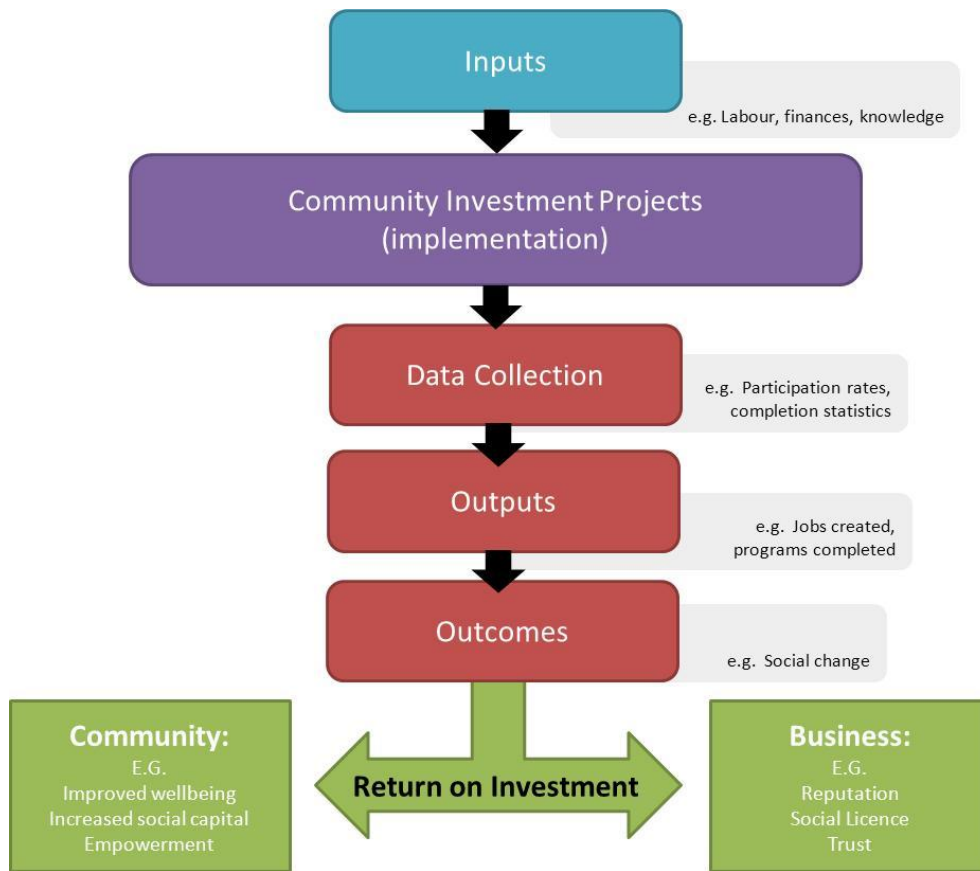 Inputs
e.g. Labour, finances, knowledge
Community Investment Projects
(implementation)
Data Collection
e.g. Participation rates,
completion statistics
Outputs
e.g. Jobs created,
programs completed
Outcomes
e.g. Social change
Community:
E.G.
Improved wellbeing
Increased social capital
Empowerment
Return on Investment
Business:
E.G.
Reputation
Social Licence
Trust